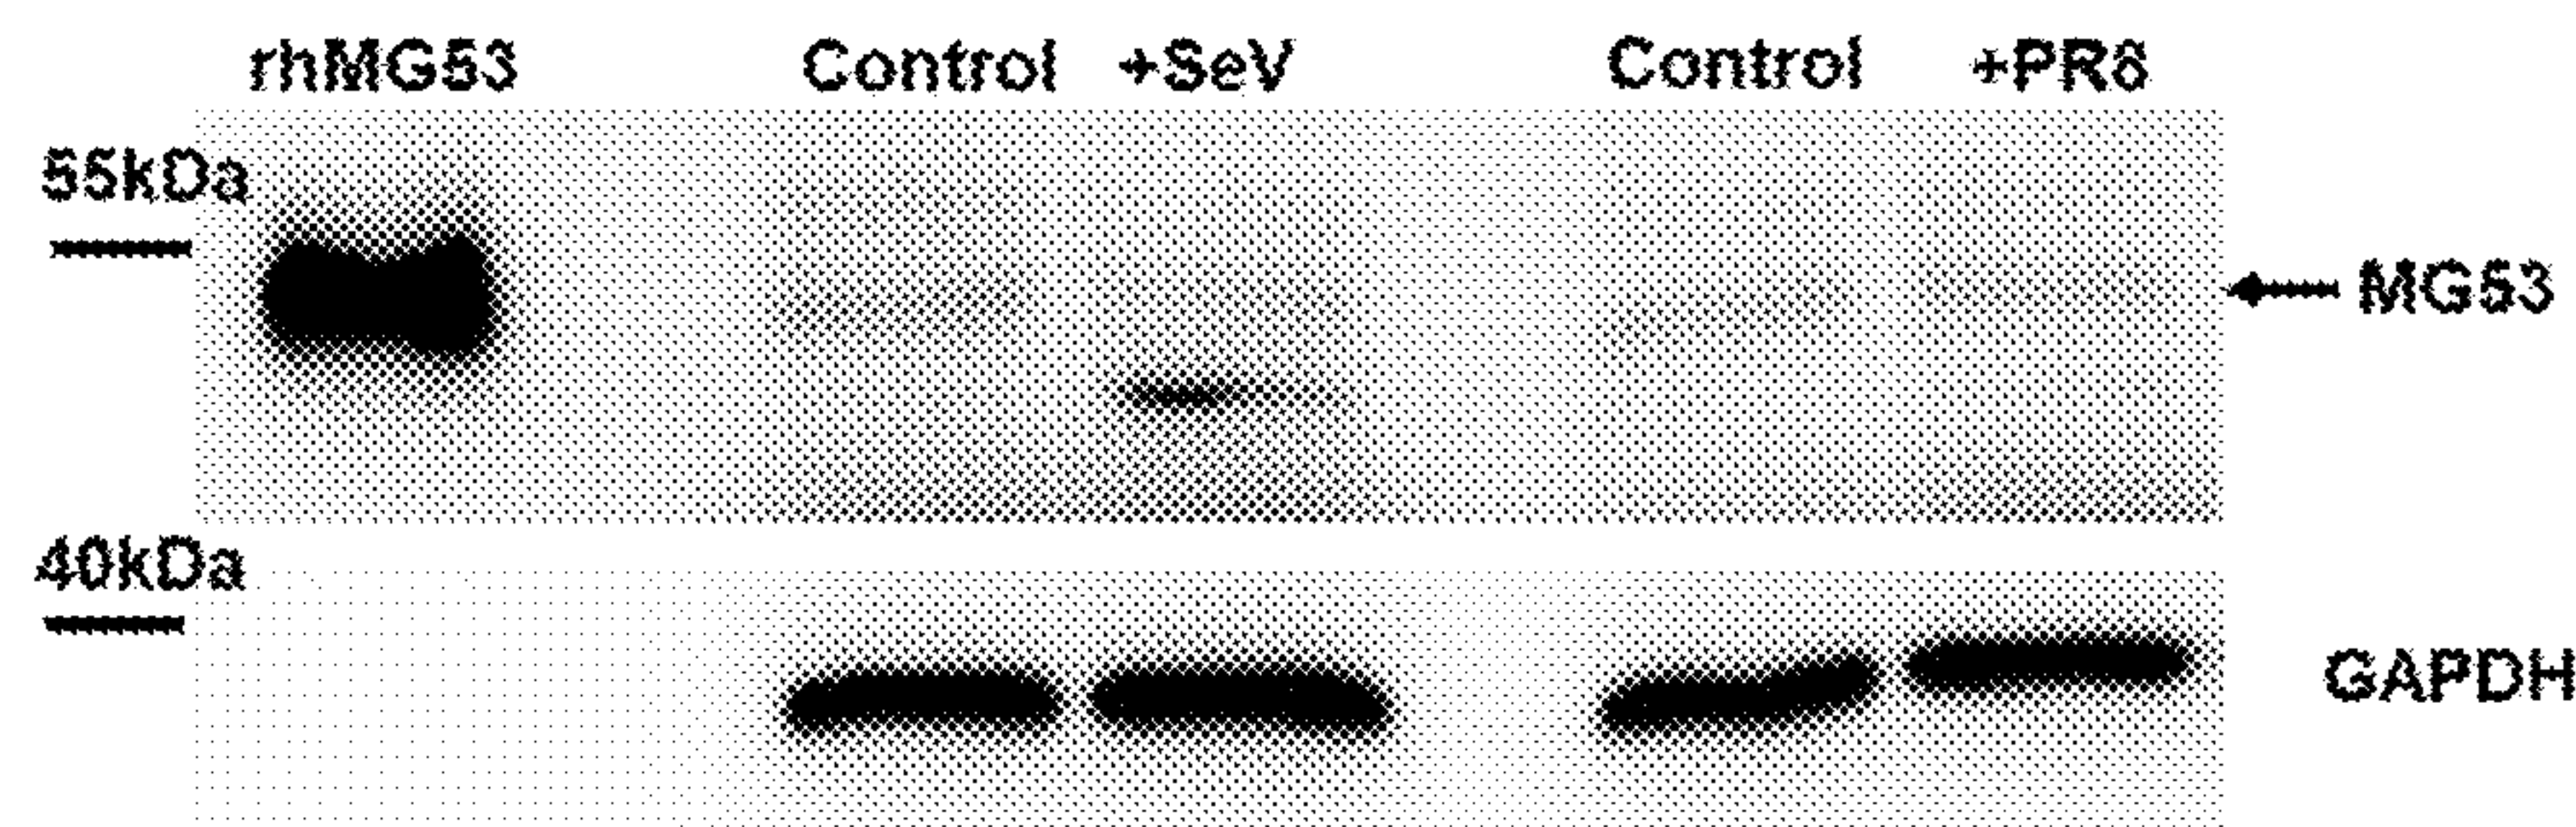 rhMG53 Control +SeV Control +PR8
55kDa
MG53
40kDa
GAPDH